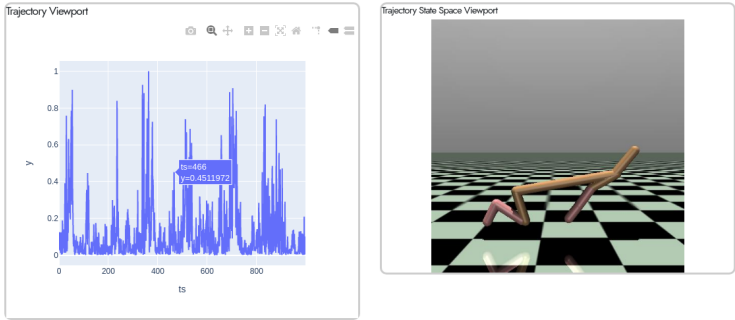 Trajectory Viewport
1
0.8
0.6
0.4
0.2
0
y
ts=466
y=0.4511972
0 200 400 600 800
ts
Trajectory State Space Viewport